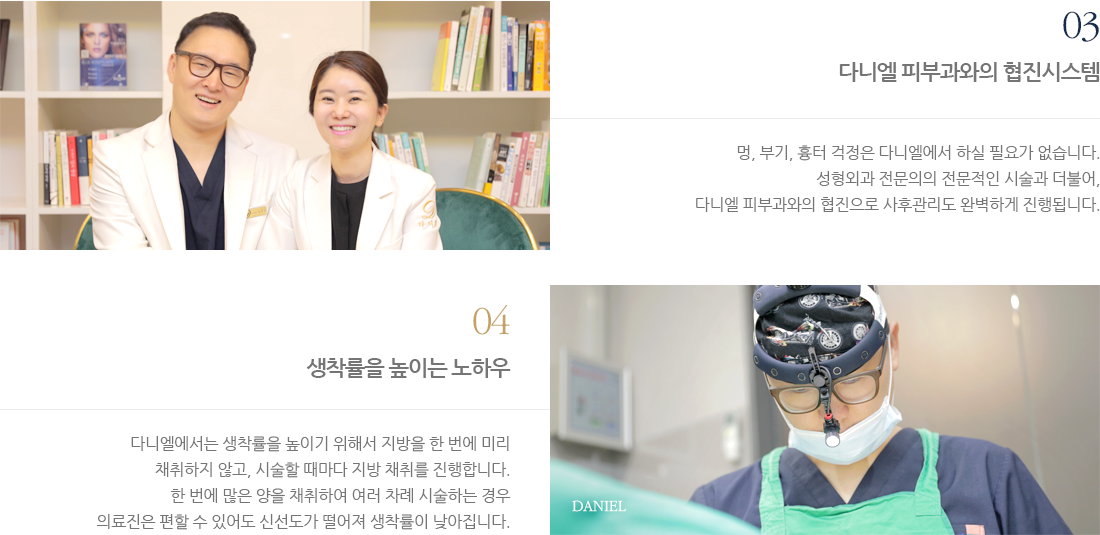 03
다니엘 피부과와의 협진시스템
멍, 부기, 흉터 걱정은 다니엘에서 하실 필요가 없습니다.
성형외과 전문의의 전문적인 시술과 더불어,
다니엘 피부과와의 협진으로 사후관리도 완벽하게 진행됩니다.
04
생착률을 높이는 노하우
다니엘에서는 생착률을 높이기 위해서 지방을 한 번에 미리
채취하지 않고, 시술할 때마다 지방 채취를 진행합니다.
한 번에 많은 양을 채취하여 여러 차례 시술하는 경우
의료진은 편할 수 있어도 신선도가 떨어져 생착률이 낮아집니다.
DANIEL